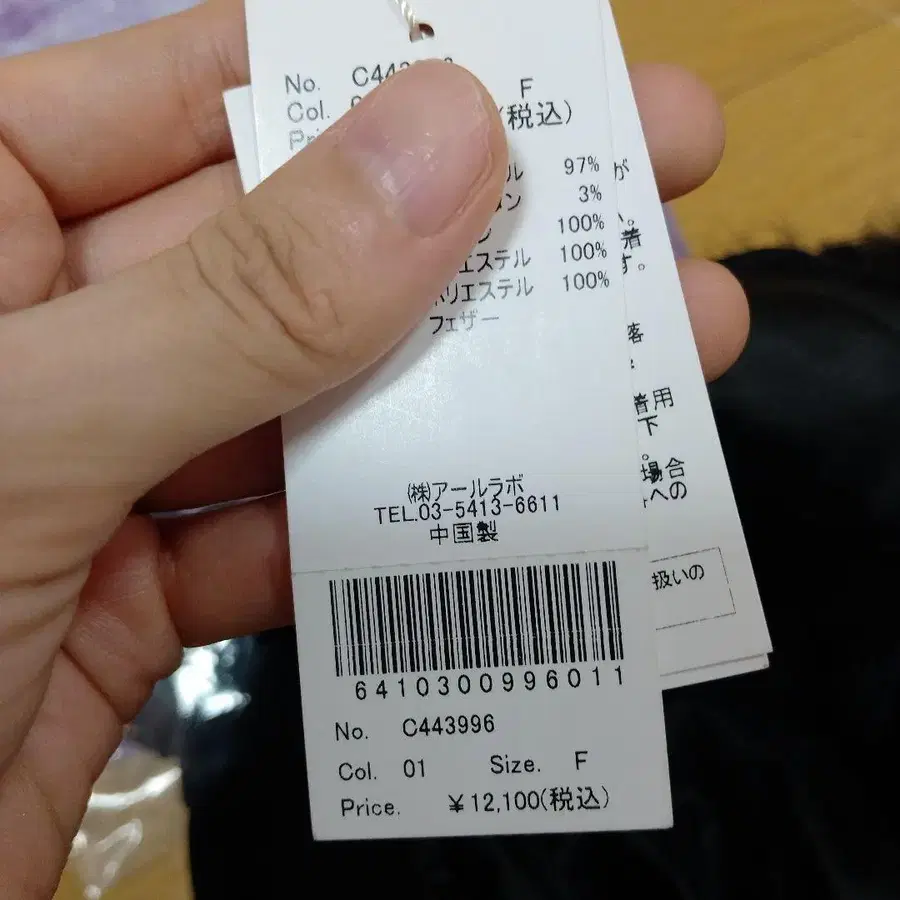 No.
Col. F
(税込)
ル 97%
ン 3%
ン 100%
エステル 100%
ポリエステル 100%
フェザー
(株)アールラボ
TEL.03-5413-6611
中国製
6410300996011
No. C443996
Col. 01 Size. F
Price. ¥12,100(税込)
が
着
す。
落
着用
下
。
場合
への
扱いの